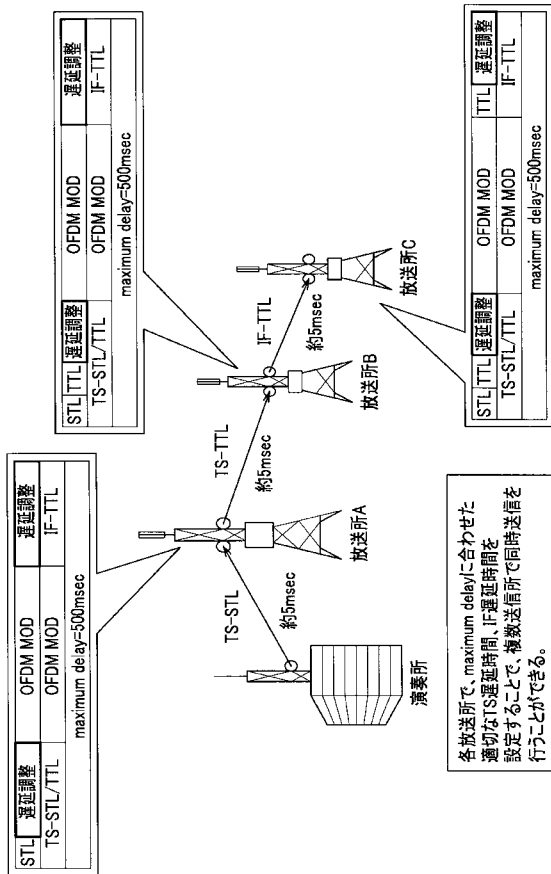 STL 遅延調整 OFDM MOD 遅延調整
TS-STL/TTL OFDM MOD IF-TTL
maximum delay=500msec
STL TTL 遅延調整 OFDM MOD 遅延調整
TS-STL/TTL OFDM MOD IF-TTL
maximum delay=500msec
TS-STL
約5msec
TS-TTL
約5msec
IF-TTL
約5msec
演奏所
放送所A
放送所B
放送所C
STL TTL 遅延調整 OFDM MOD TTL 遅延調整
TS-STL/TTL OFDM MOD IF-TTL
maximum delay=500msec
各放送所で、maximum delayに合わせた
適切なTS遅延時間、IF遅延時間を
設定することで、複数送信所で同時送信を
行うことができる。